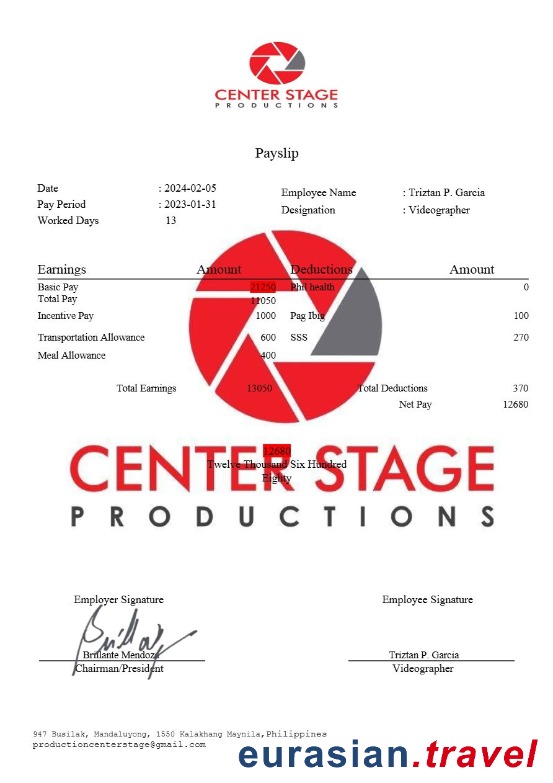 CENTER STAGE
PRODUCTIONS
Payslip
Date : 2024-02-05
Pay Period : 2023-01-31
Worked Days 13
Employee Name : Triztan P. Garcia
Designation : Videographer
Earnings Amount Deductions Amount
Basic Pay 21250 Phil health 0
Total Pay 11050
Incentive Pay 1000 Pag Ibig 100
Transportation Allowance 600 SSS 270
Meal Allowance 400
Total Earnings 13050 Total Deductions 370
Net Pay 12680
12680
Twelve Thousand Six Hundred
Eighty
CENTER STAGE
PRODUCTIONS
Employer Signature Employee Signature
Brillante Mendoza Triztan P. Garcia
Chairman/President Videographer
947 Busilak, Mandaluyong, 1550 Kalakhang Maynila,Philippines
productioncenterstage@gmail.com
eurasian.travel